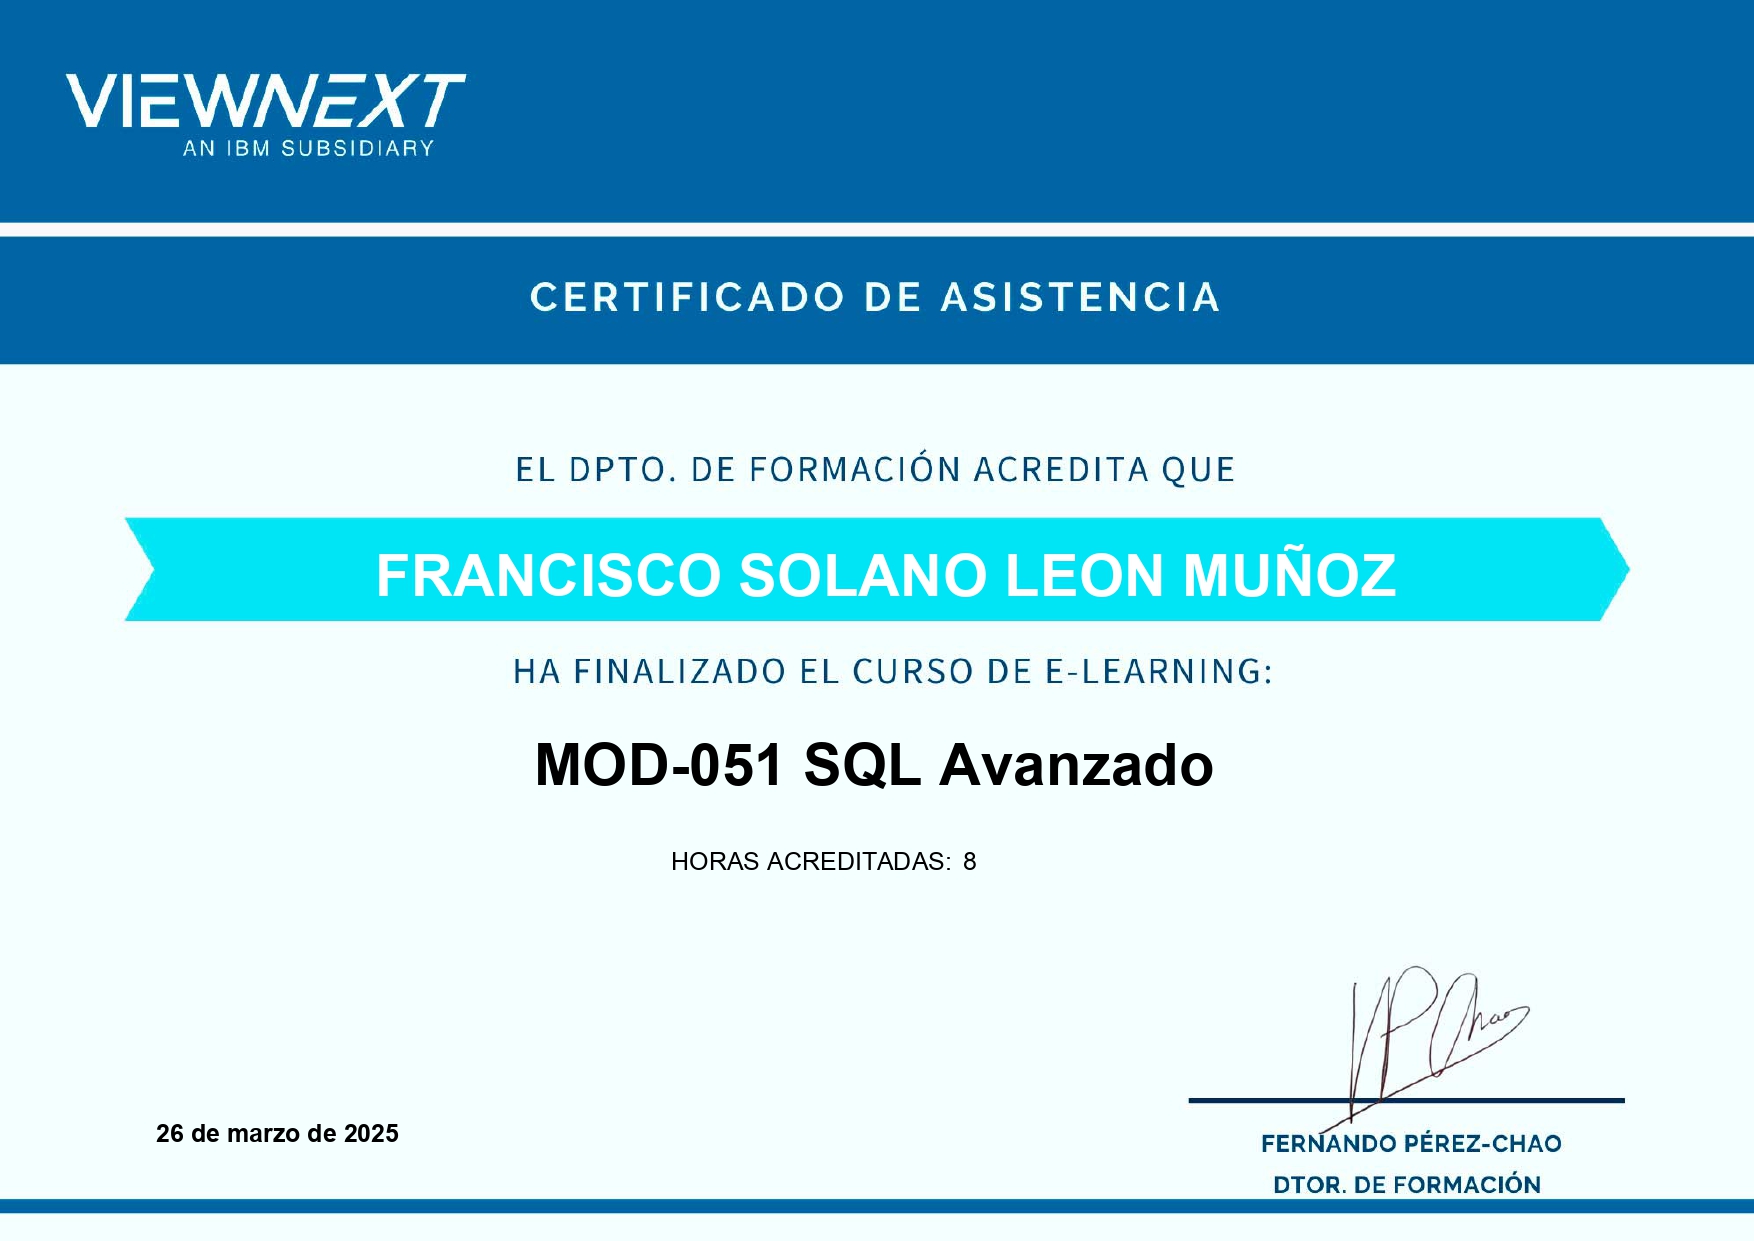 VIEWNEXT
AN IBM SUBSIDIARY
CERTIFICADO DE ASISTENCIA
EL DPTO. DE FORMACIÓN ACREDITA QUE
FRANCISCO SOLANO LEON MUÑOZ
HA FINALIZADO EL CURSO DE E-LEARNING:
MOD-051 SQL Avanzado
HORAS ACREDITADAS: 8
PChao
26 de marzo de 2025
FERNANDO PÉREZ-CHAO
DTOR. DE FORMACIÓN